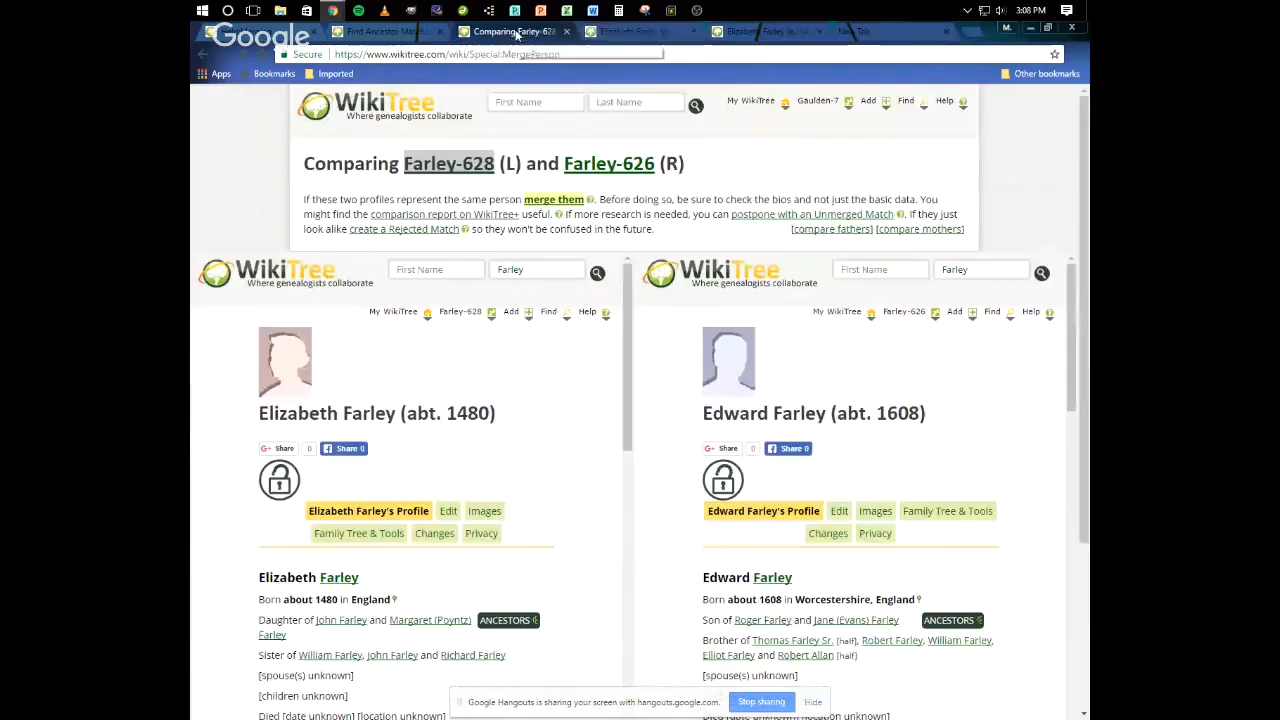 3:08 PM
Google
Find Ancestor Matc
Comparing Farley-628
Elizabeth Farley
Elizabeth Farley
New Tab
M.
Secure https://www.wikitree.com/wiki/Special:MergePerson
Apps Bookmarks Imported Other bookmarks
WikiTree
Where genealogists collaborate
First Name Last Name
My WikiTree Gaulden-7 Add Find Help
Comparing Farley-628 (L) and Farley-626 (R)
If these two profiles represent the same person merge them. Before doing so, be sure to check the bios and not just the basic data. You
might find the comparison report on WikiTree+ useful. If more research is needed, you can postpone with an Unmerged Match. If they just
look alike create a Rejected Match so they won't be confused in the future. [compare fathers] [compare mothers]
WikiTree
Where genealogists collaborate
First Name Farley
My WikiTree Farley-628 Add Find Help
Elizabeth Farley (abt. 1480)
G+ Share 0 Share 0
Elizabeth Farley's Profile Edit Images
Family Tree & Tools Changes Privacy
Elizabeth Farley
Born about 1480 in England
Daughter of John Farley and Margaret (Poyntz)
Farley
ANCESTORS
Sister of William Farley, John Farley and Richard Farley
[spouse(s) unknown]
[children unknown]
Died [date unknown] [location unknown]
WikiTree
Where genealogists collaborate
First Name Farley
My WikiTree Farley-626 Add Find Help
Edward Farley (abt. 1608)
G+ Share 0 Share 0
Edward Farley's Profile Edit Images Family Tree & Tools
Changes Privacy
Edward Farley
Born about 1608 in Worcestershire, England
Son of Roger Farley and Jane (Evans) Farley
ANCESTORS
Brother of Thomas Farley Sr. [half], Robert Farley, William Farley,
Elliot Farley and Robert Allan [half]
[spouse(s) unknown]
Google Hangouts is sharing your screen with hangouts.google.com. Stop sharing Hide